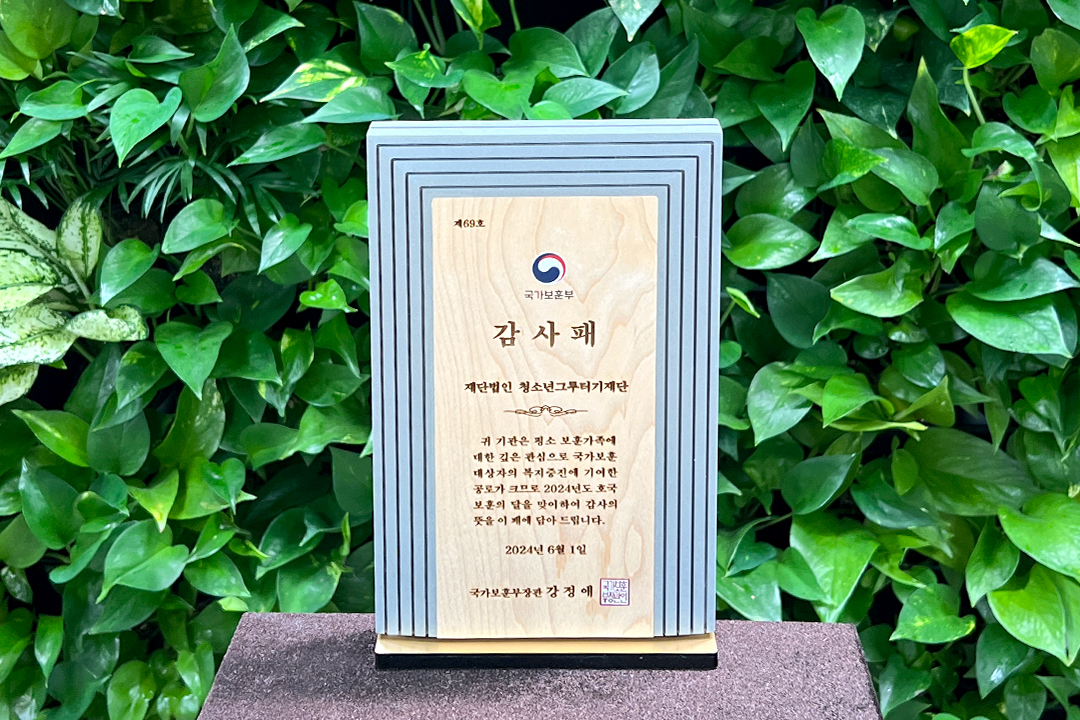 제69호
국가보훈부
감사패
재단법인 청소년그루터기재단
귀 기관은 평소 보훈가족에
대한 깊은 관심으로 국가보훈
대상자의 복지증진에 기여한
공로가 크므로 2024년도 호국
보훈의 달을 맞이하여 감사의
뜻을 이 패에 담아 드립니다.
2024년 6월 1일
국가보훈부장관 강정애